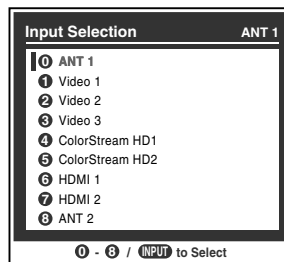 Input Selection ANT 1
0 ANT 1
1 Video 1
2 Video 2
3 Video 3
4 ColorStream HD1
5 ColorStream HD2
6 HDMI 1
7 HDMI 2
8 ANT 2
0 - 8 / INPUT to Select